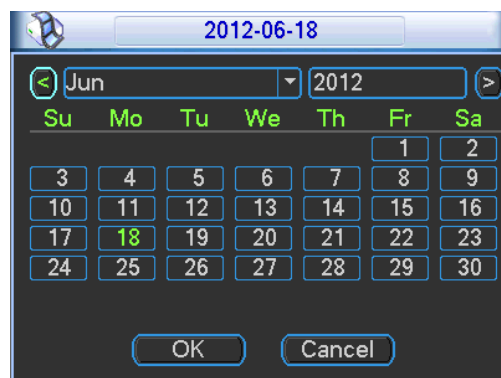 2012-06-18
< Jun 2012 >
Su Mo Tu We Th Fr Sa
1 2
3 4 5 6 7 8 9
10 11 12 13 14 15 16
17 18 19 20 21 22 23
24 25 26 27 28 29 30
OK Cancel